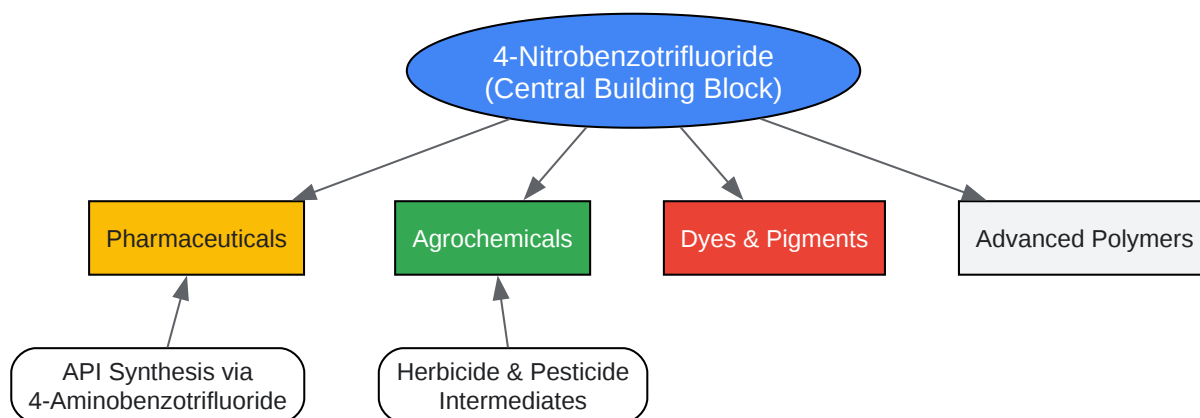 4-Nitrobenzotrifluoride
(Central Building Block)
Pharmaceuticals
Agrochemicals
Dyes & Pigments
Advanced Polymers
API Synthesis via
4-Aminobenzotrifluoride
Herbicide & Pesticide
Intermediates